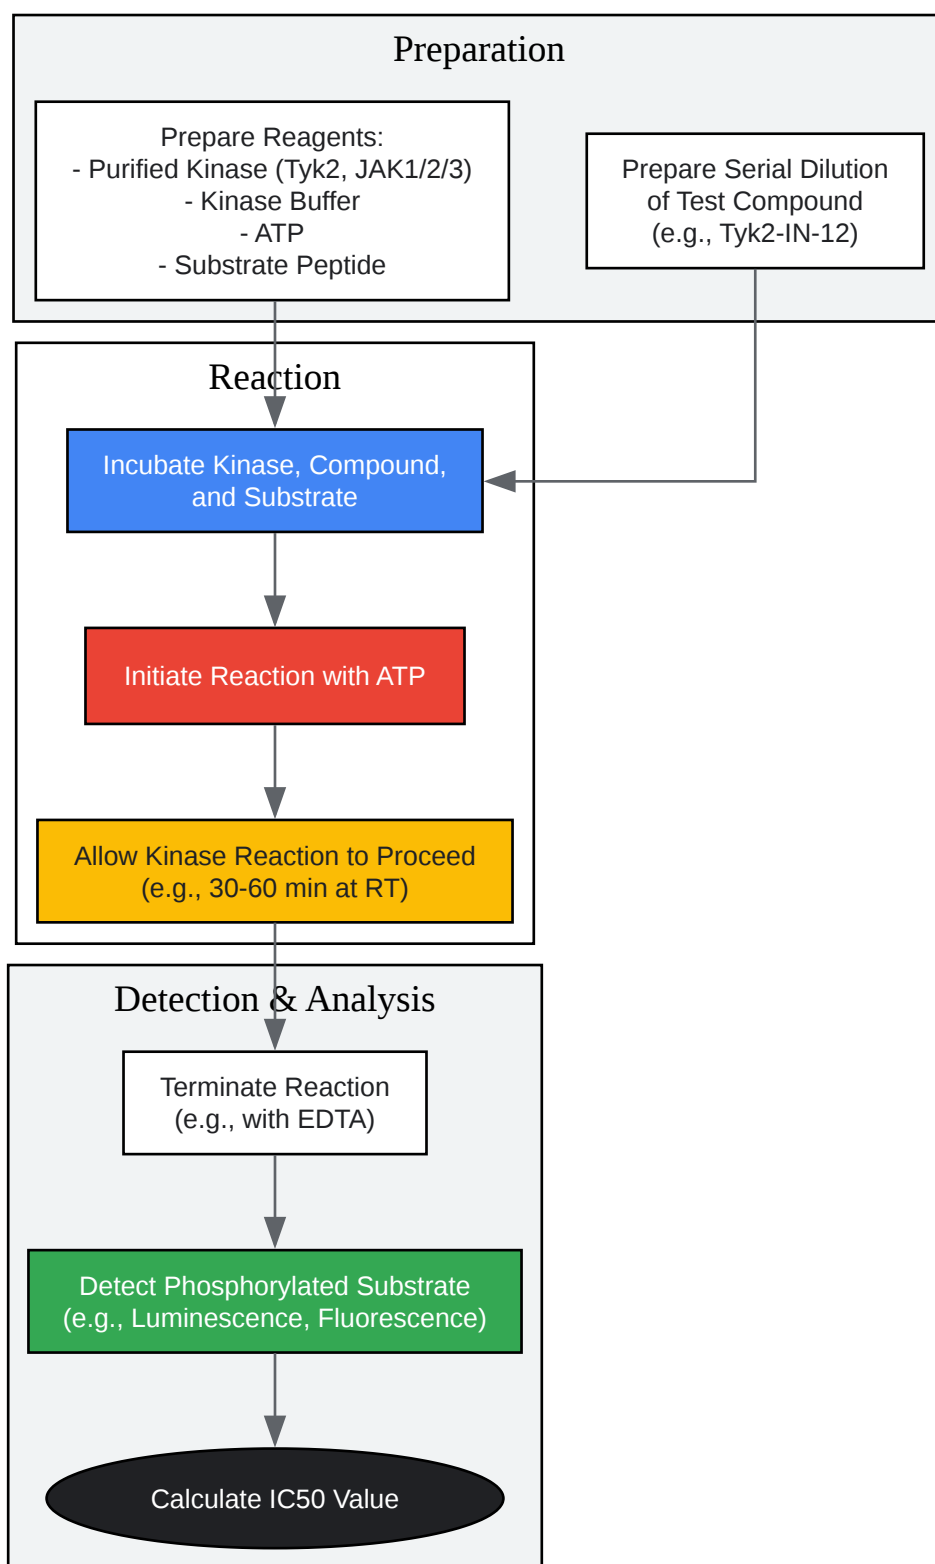 Preparation
Prepare Reagents:
- Purified Kinase (Tyk2, JAK1/2/3)
- Kinase Buffer
- ATP
- Substrate Peptide
Prepare Serial Dilution
of Test Compound
(e.g., Tyk2-IN-12)
Reaction
Incubate Kinase, Compound,
and Substrate
Initiate Reaction with ATP
Allow Kinase Reaction to Proceed
(e.g., 30-60 min at RT)
Detection & Analysis
Terminate Reaction
(e.g., with EDTA)
Detect Phosphorylated Substrate
(e.g., Luminescence, Fluorescence)
Calculate IC50 Value